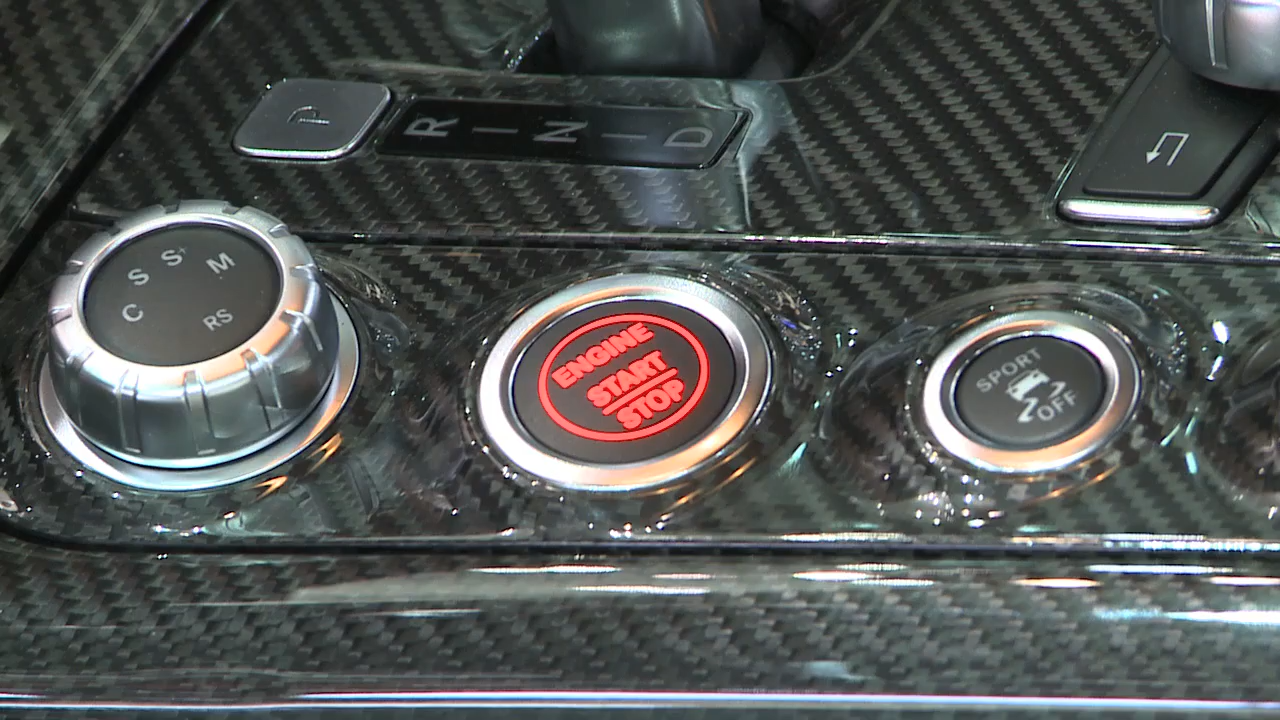 P
R I N I D
C S S+ M RS
ENGINE
START
STOP
SPORT
OFF